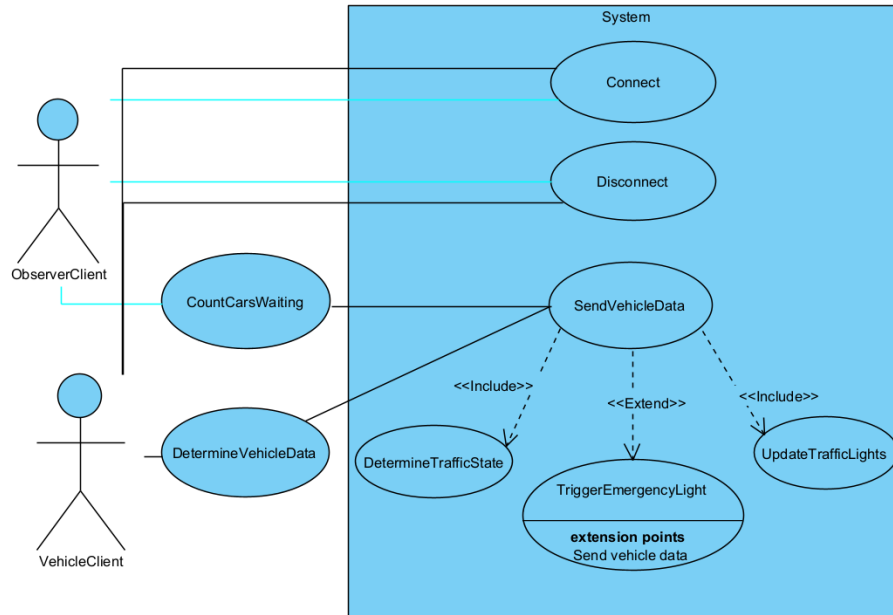 System
Connect
Disconnect
ObserverClient
CountCarsWaiting
SendVehicleData
<<Include>>
<<Extend>>
<<Include>>
DetermineVehicleData
DetermineTrafficState
UpdateTrafficLights
TriggerEmergencyLight
extension points
Send vehicle data
VehicleClient